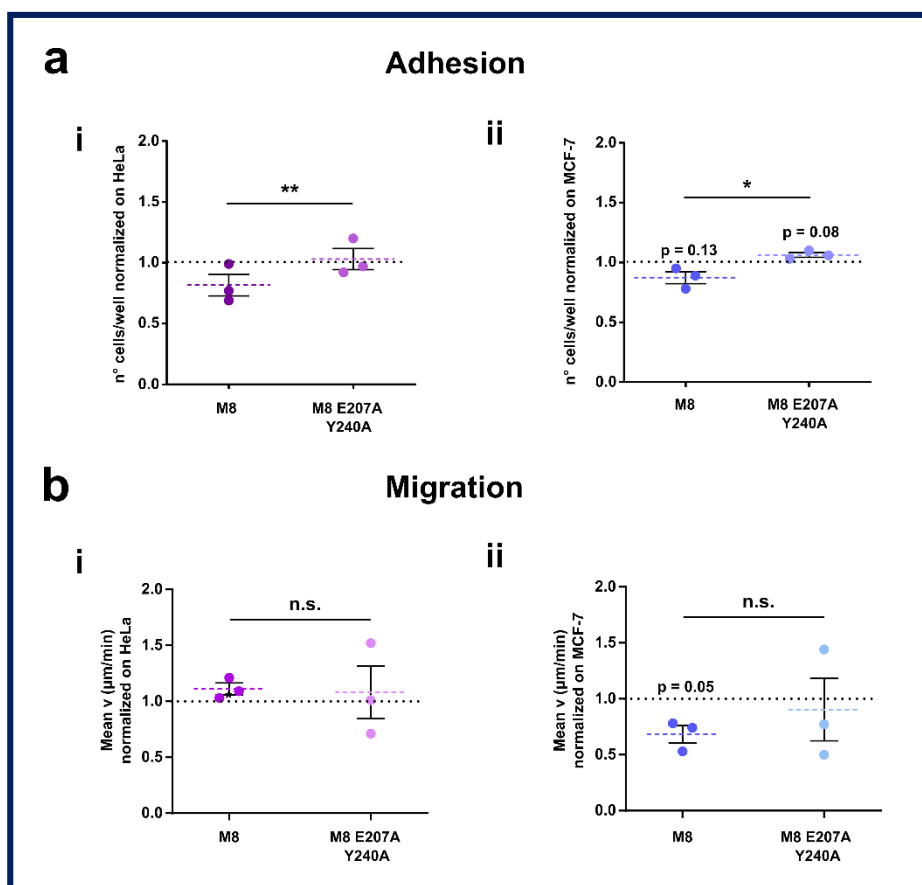 a
Adhesion
i
n° cells/well normalized on HeLa
2.0
1.5
1.0
0.5
0.0
**
M8
M8 E207A
Y240A
ii
n° cells/well normalized on MCF-7
2.0
1.5
1.0
0.5
0.0
*
p = 0.13
p = 0.08
M8
M8 E207A
Y240A
b
Migration
i
Mean v (µm/min)
normalized on HeLa
2.0
1.5
1.0
0.5
0.0
n.s.
*
M8
M8 E207A
Y240A
ii
Mean v (µm/min)
normalized on MCF-7
2.0
1.5
1.0
0.5
0.0
n.s.
p = 0.05
M8
M8 E207A
Y240A